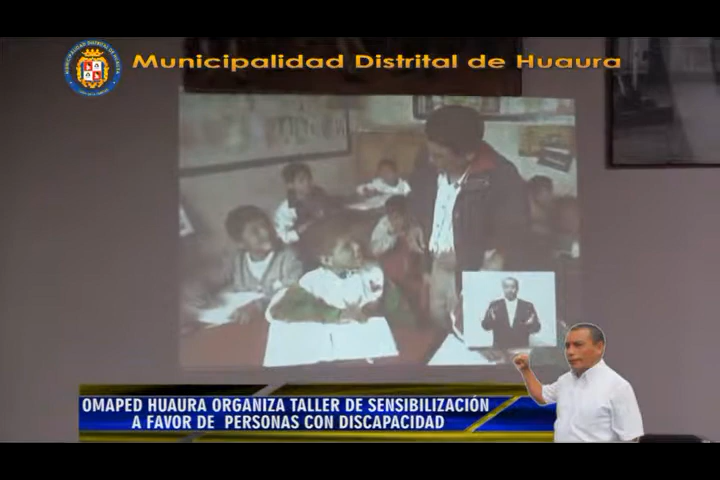 Municipalidad Distrital de Huaura
OMAPED HUAURA ORGANIZA TALLER DE SENSIBILIZACIÓN
A FAVOR DE PERSONAS CON DISCAPACIDAD